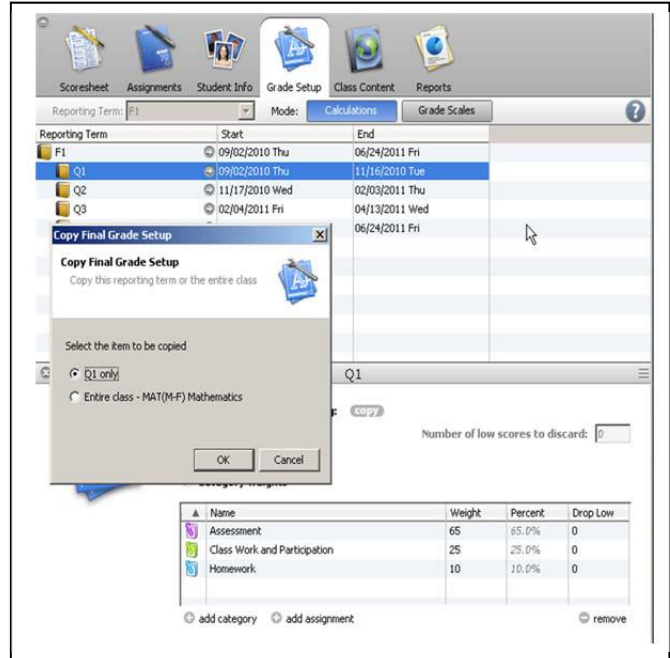 Scoresheet Assignments Student Info Grade Setup Class Content Reports
Reporting Term: F1 Mode: Calculations Grade Scales ?
Reporting Term Start End
F1 09/02/2010 Thu 06/24/2011 Fri
Q1 09/02/2010 Thu 11/16/2010 Tue
Q2 11/17/2010 Wed 02/03/2011 Thu
Q3 02/04/2011 Fri 04/13/2011 Wed
06/24/2011 Fri
Copy Final Grade Setup
Copy Final Grade Setup
Copy this reporting term or the entire class
Select the item to be copied
Q1 only
Entire class - MAT(M-F) Mathematics
OK Cancel
Q1
copy
Number of low scores to discard: 0
Name Weight Percent Drop Low
Assessment 65 65.0% 0
Class Work and Participation 25 25.0% 0
Homework 10 10.0% 0
add category add assignment remove